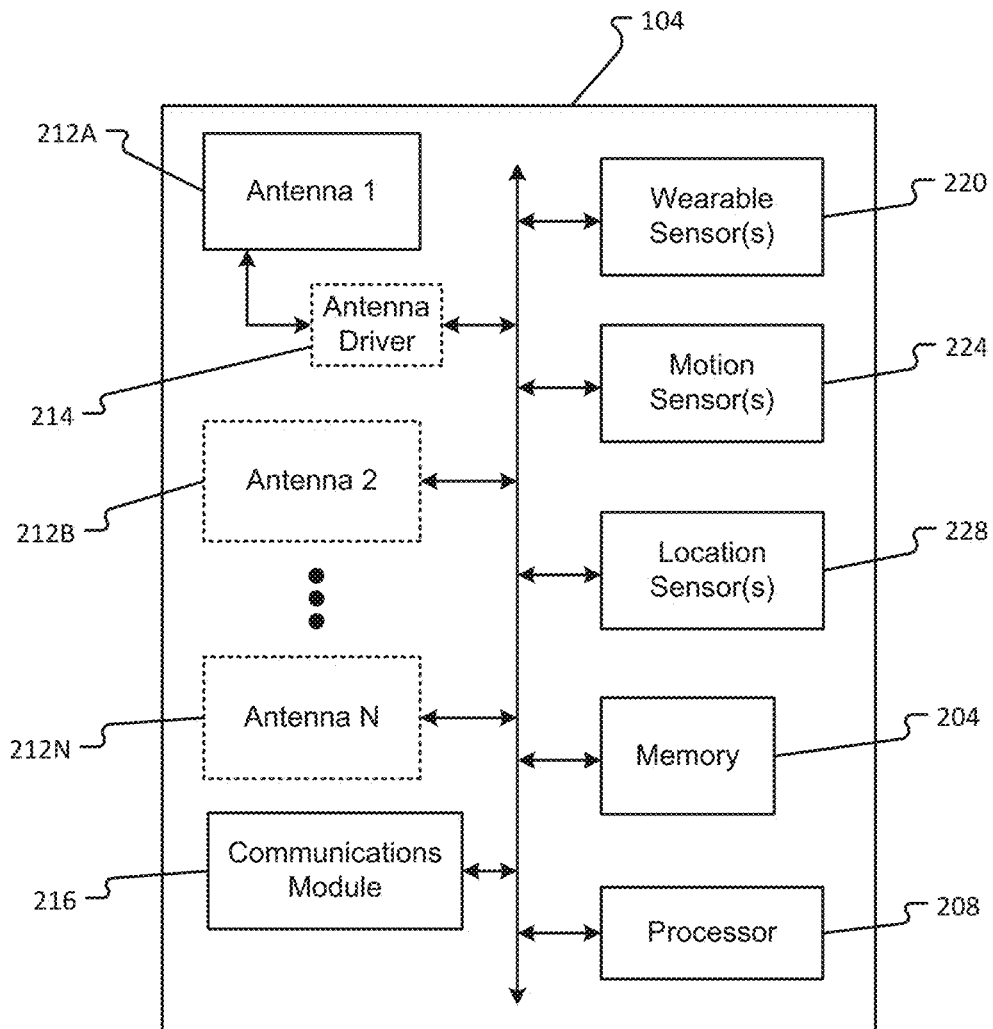 104
212A
Antenna 1
Wearable
Sensor(s)
220
Antenna
Driver
214
Motion
Sensor(s)
224
Antenna 2
212B
Location
Sensor(s)
228
Antenna N
212N
Memory
204
Communications
Module
216
Processor
208